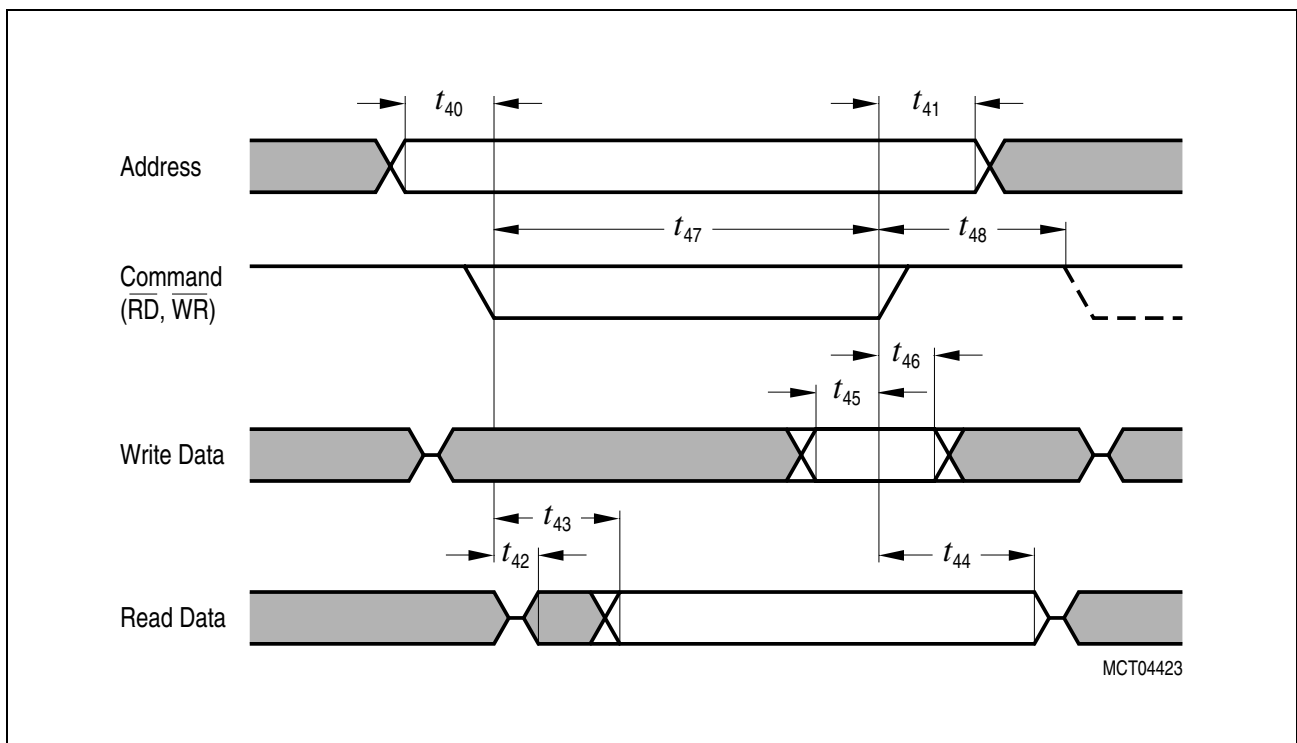 t40
t41
Address
t47
t48
Command
(RD, WR)
t46
t45
Write Data
t43
t42
t44
Read Data
MCT04423